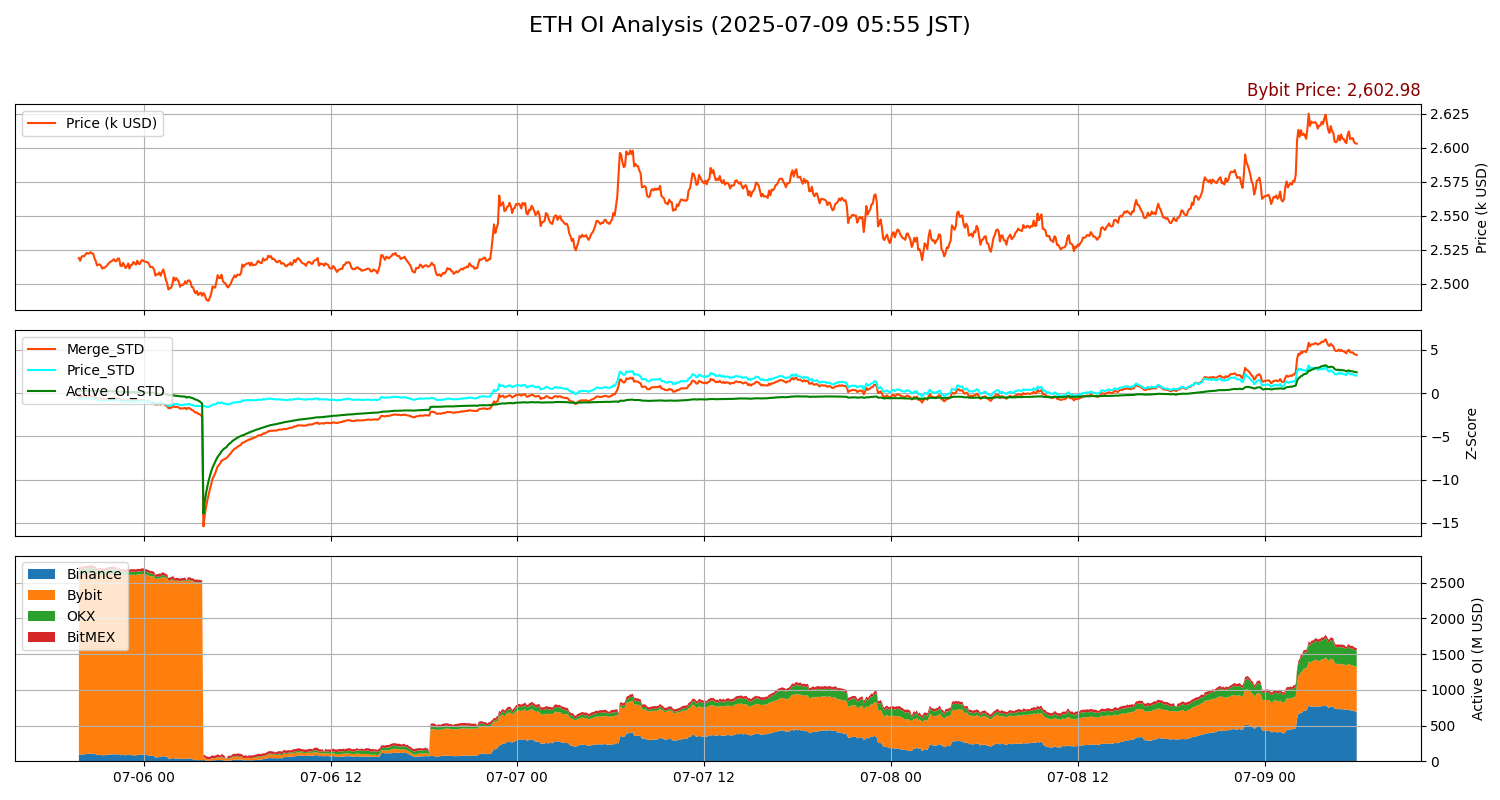 ETH OI Analysis (2025-07-09 05:55 JST)
Bybit Price: 2,602.98
Price (k USD)
2.625
2.600
2.575
2.550
2.525
2.500
Price (k USD)
Merge_STD
Price_STD
Active_OI_STD
5
0
−5
−10
−15
Z-Score
Binance
Bybit
OKX
BitMEX
2500
2000
1500
1000
500
0
Active OI (M USD)
07-06 00
07-06 12
07-07 00
07-07 12
07-08 00
07-08 12
07-09 00